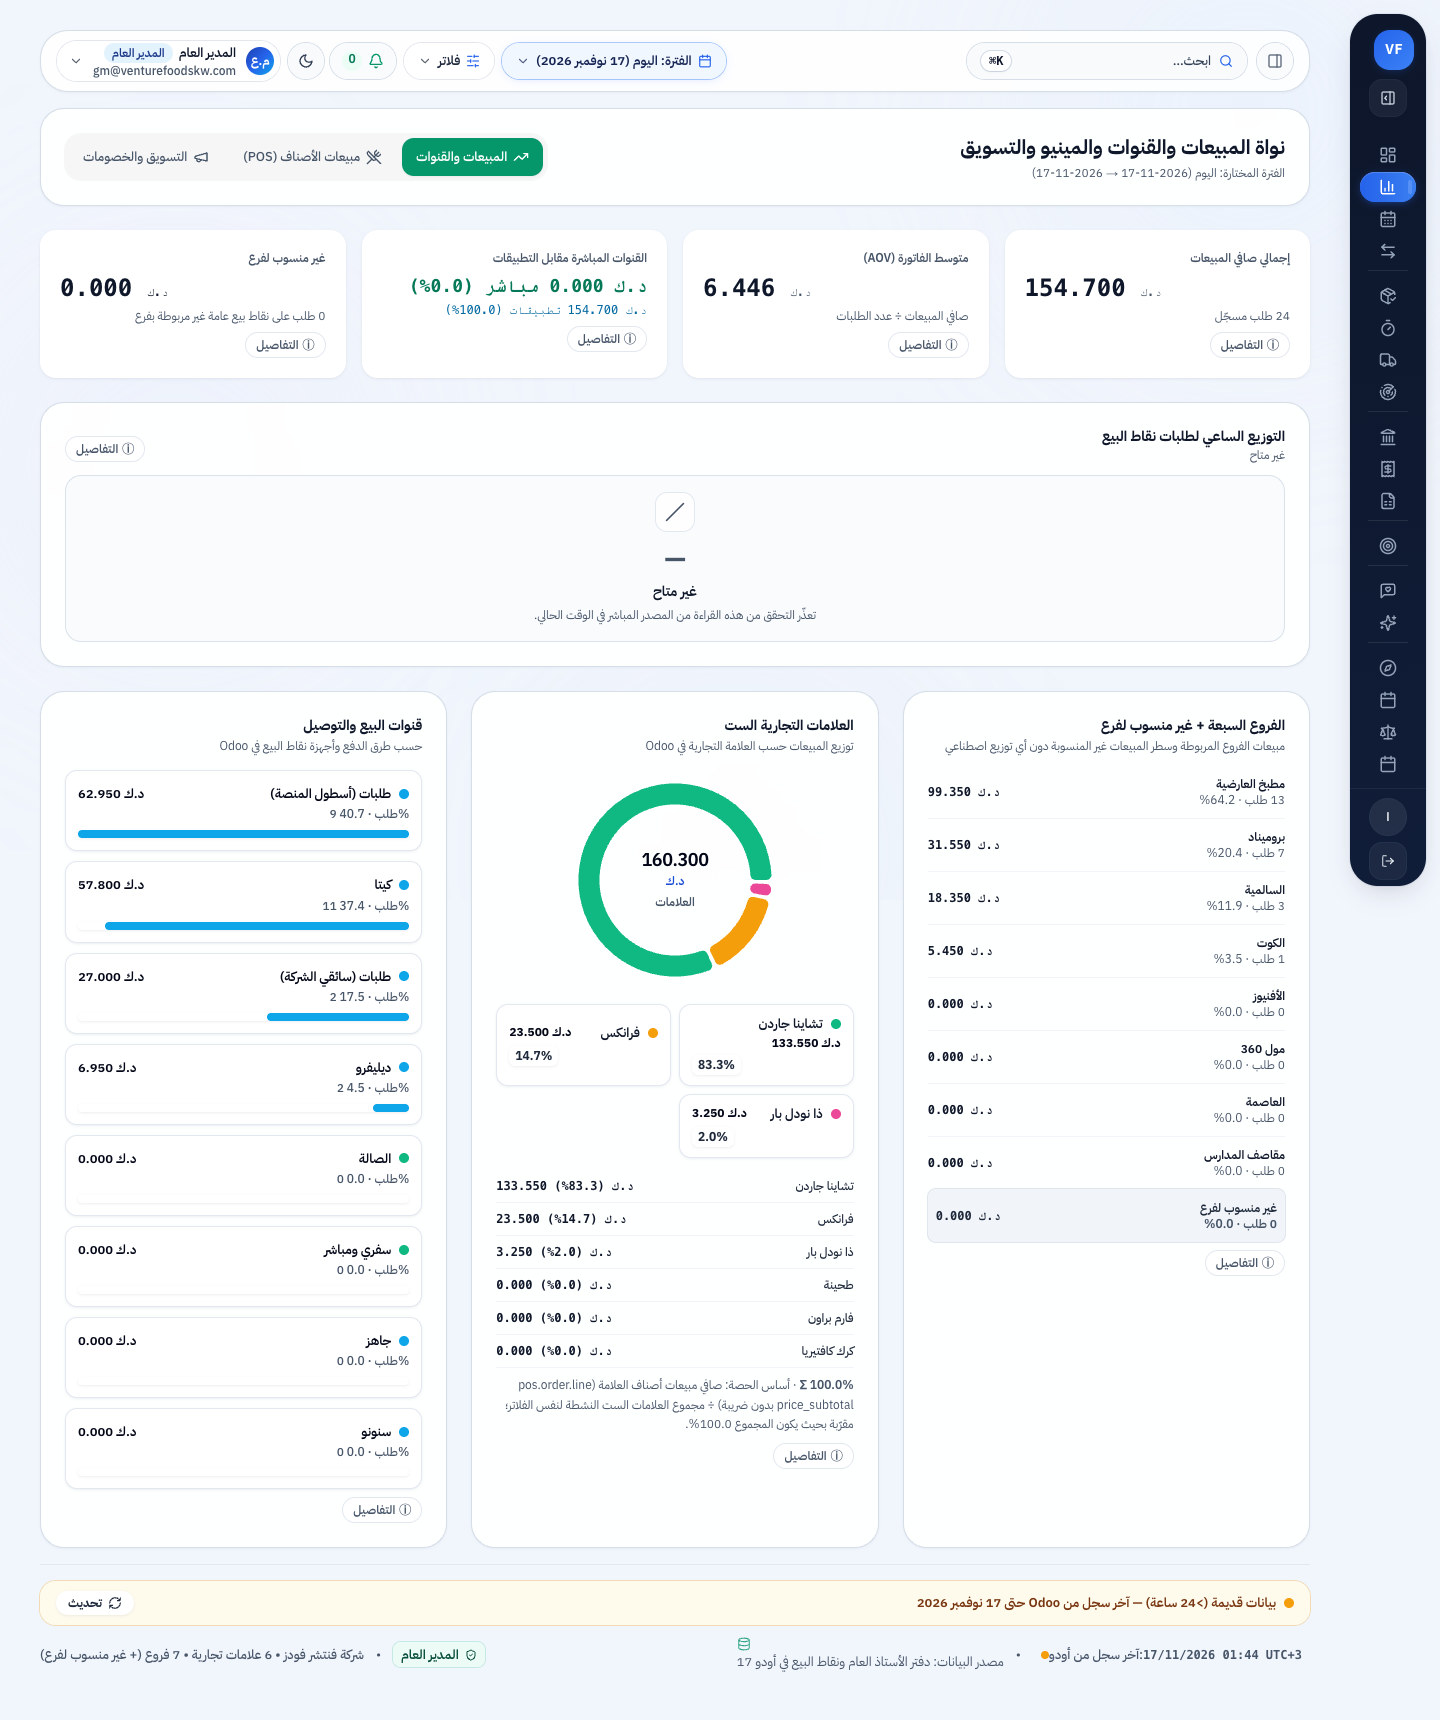 VF
ابحث...
⌘K
الفترة: اليوم (17 نوفمبر 2026)
فلاتر
0
م.ع
المدير العام
المدير العام
gm@venturefoodskw.com
نواة المبيعات والقنوات والمينيو والتسويق
الفترة المختارة: اليوم (2026-11-17 → 2026-11-17)
المبيعات والقنوات
مبيعات الأصناف (POS)
التسويق والخصومات
إجمالي صافي المبيعات
154.700 د.ك
24 طلب مسجّل
التفاصيل
متوسط الفاتورة (AOV)
6.446 د.ك
صافي المبيعات ÷ عدد الطلبات
التفاصيل
القنوات المباشرة مقابل التطبيقات
د.ك 0.000 مباشر (0.0%)
د.ك 154.700 تطبيقات (100.0%)
التفاصيل
غير منسوب لفرع
0.000 د.ك
0 طلب على نقاط بيع عامة غير مربوطة بفرع
التفاصيل
التوزيع الساعي لطلبات نقاط البيع
غير متاح
التفاصيل
—
غير متاح
تعذّر التحقق من هذه القراءة من المصدر المباشر في الوقت الحالي.
الفروع السبعة + غير منسوب لفرع
مبيعات الفروع المربوطة وسطر المبيعات غير المنسوبة دون أي توزيع اصطناعي
مطبخ العارضية
13 طلب · 64.2%
99.350 د.ك
بروميناد
7 طلب · 20.4%
31.550 د.ك
السالمية
3 طلب · 11.9%
18.350 د.ك
الكوت
1 طلب · 3.5%
5.450 د.ك
الأفنيوز
0 طلب · 0.0%
0.000 د.ك
مول 360
0 طلب · 0.0%
0.000 د.ك
العاصمة
0 طلب · 0.0%
0.000 د.ك
مقاصف المدارس
0 طلب · 0.0%
0.000 د.ك
غير منسوب لفرع
0 طلب · 0.0%
0.000 د.ك
التفاصيل
العلامات التجارية الست
توزيع المبيعات حسب العلامة التجارية في Odoo
160.300
د.ك
العلامات
تشاينا جاردن
د.ك 133.550
83.3%
فرانكس
د.ك 23.500
14.7%
ذا نودل بار
د.ك 3.250
2.0%
تشاينا جاردن
133.550 د.ك (83.3%)
فرانكس
23.500 د.ك (14.7%)
ذا نودل بار
3.250 د.ك (2.0%)
طحينة
0.000 د.ك (0.0%)
فارم براون
0.000 د.ك (0.0%)
كرك كافتيريا
0.000 د.ك (0.0%)
Σ 100.0% · أساس الحصة: صافي مبيعات أصناف العلامة (pos.order.line
price_subtotal بدون ضريبة) ÷ مجموع العلامات الست النشطة لنفس الفلاتر؛
مقرّبة بحيث يكون المجموع 100.0%.
التفاصيل
قنوات البيع والتوصيل
حسب طرق الدفع وأجهزة نقاط البيع في Odoo
طلبات (أسطول المنصة)
د.ك 62.950
9 طلب · 40.7%
كيتا
د.ك 57.800
11 طلب · 37.4%
طلبات (سائقي الشركة)
د.ك 27.000
2 طلب · 17.5%
ديليفرو
د.ك 6.950
2 طلب · 4.5%
الصالة
د.ك 0.000
0 طلب · 0.0%
سفري ومباشر
د.ك 0.000
0 طلب · 0.0%
جاهز
د.ك 0.000
0 طلب · 0.0%
سنونو
د.ك 0.000
0 طلب · 0.0%
التفاصيل
I
بيانات قديمة (>24 ساعة) — آخر سجل من Odoo حتى 17 نوفمبر 2026
تحديث
آخر سجل من أودو: 17/11/2026 01:44 UTC+3
•
مصدر البيانات: دفتر الأستاذ العام ونقاط البيع في أودو 17
المدير العام
•
شركة فنتشر فودز • 6 علامات تجارية • 7 فروع (+ غير منسوب لفرع)